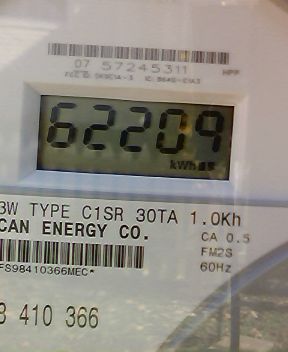 07 57245311
62209
kWh
3W TYPE C1SR 30TA 1.0Kh
CAN ENERGY CO.
CA 0.5
FM2S
60Hz
FS98410366MEC*
8 410 366